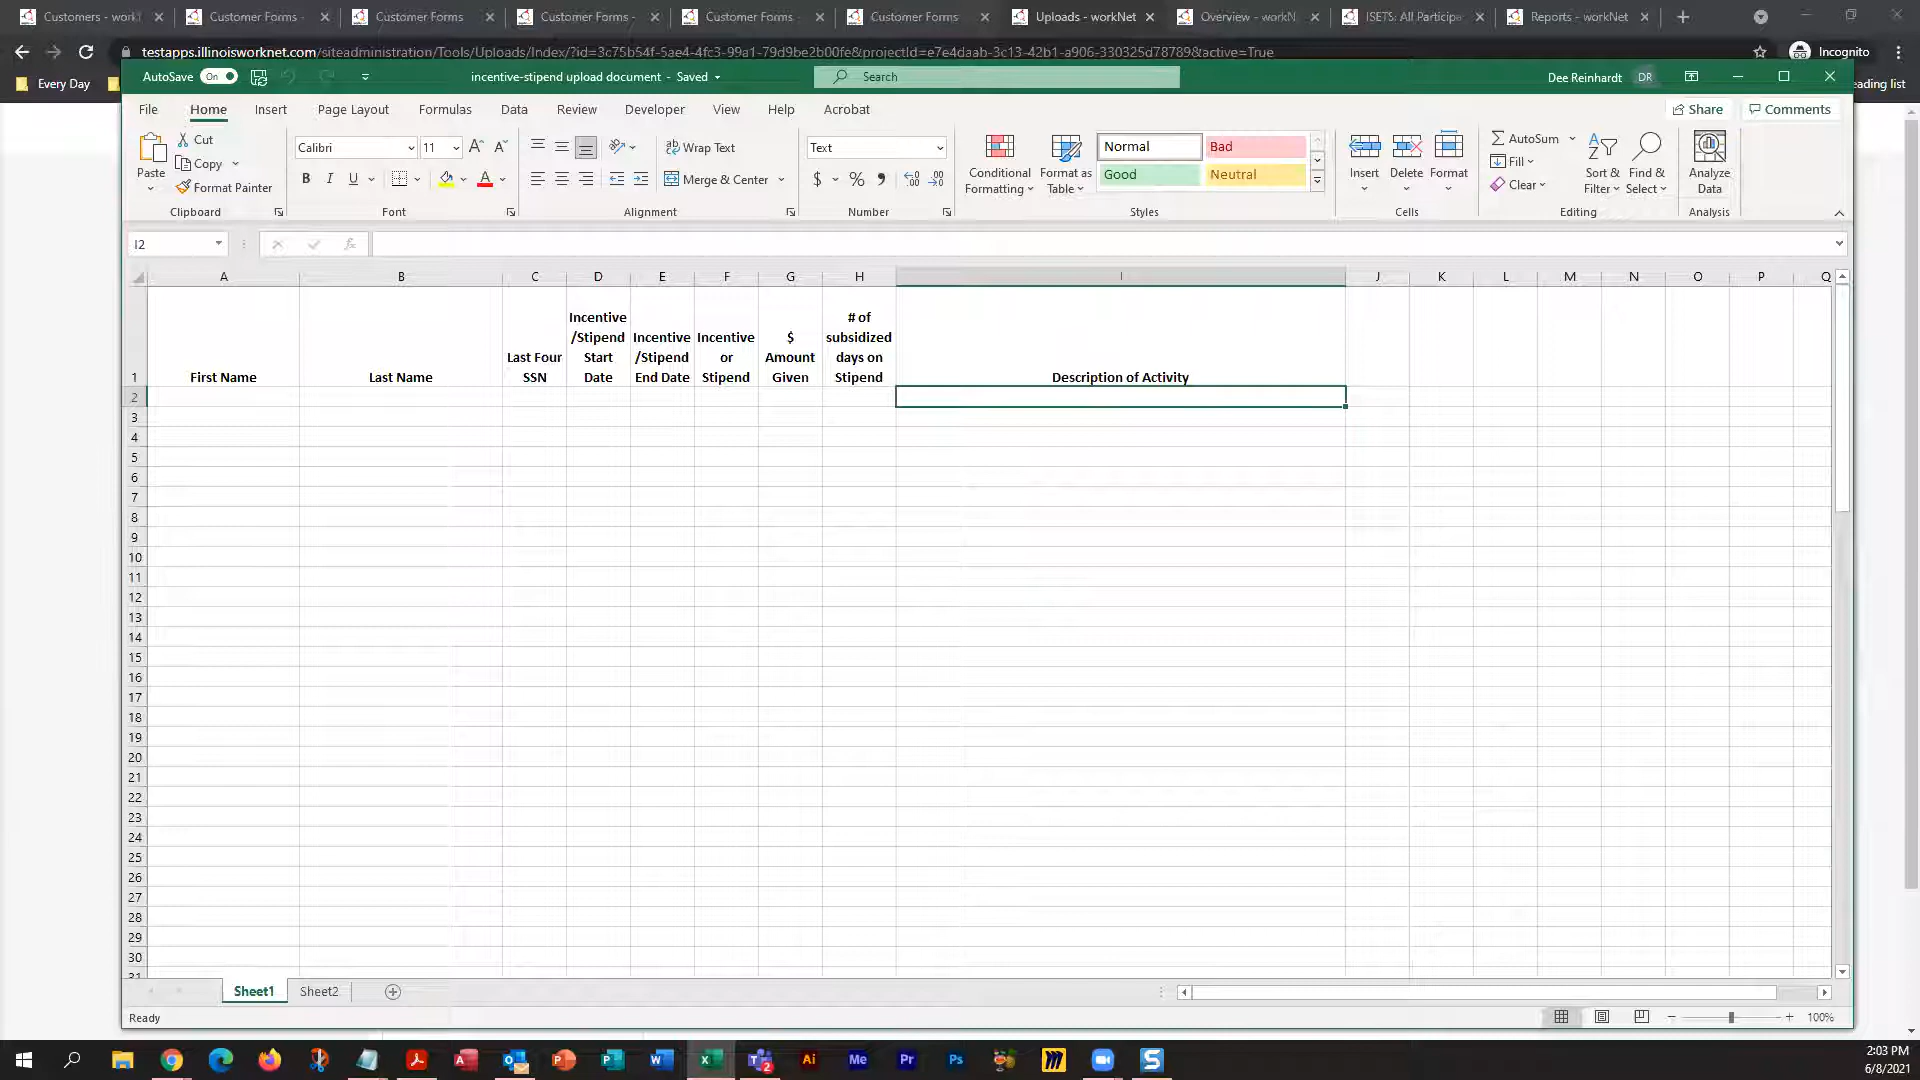 Customers - workN
Customer Forms -
Customer Forms
Customer Forms -
Customer Forms
Customer Forms
Uploads - workNet
Overview - workN
ISETS: All Participa
Reports - workNet
testapps.illinoisworknet.com/siteadministration/Tools/Uploads/Index/?id=3c75b54f-5ae4-4fc3-99a1-79d9be2b00fe&projectId=e7e4daab-3c13-42b1-a906-330325d78789&active=True
Incognito
Every Day
eading list
AutoSave On
incentive-stipend upload document - Saved
Search
Dee Reinhardt DR
File Home Insert Page Layout Formulas Data Review Developer View Help Acrobat
Share Comments
Paste
Cut
Copy
Format Painter
Clipboard
Calibri 11
B I U
Font
Wrap Text
Merge & Center
Alignment
Text
$ % ,
Number
Conditional Formatting
Format as Table
Normal Bad
Good Neutral
Styles
Insert Delete Format
Cells
AutoSum
Fill
Clear
Sort & Filter
Find & Select
Editing
Analyze Data
Analysis
I2
A B C D E F G H I J K L M N O P Q
1
First Name
Last Name
Last Four SSN
Incentive /Stipend Start Date
Incentive /Stipend End Date
Incentive or Stipend
$ Amount Given
# of subsidized days on Stipend
Description of Activity
2
3
4
5
6
7
8
9
10
11
12
13
14
15
16
17
18
19
20
21
22
23
24
25
26
27
28
29
30
31
Sheet1 Sheet2
Ready
100%
2:03 PM
6/8/2021